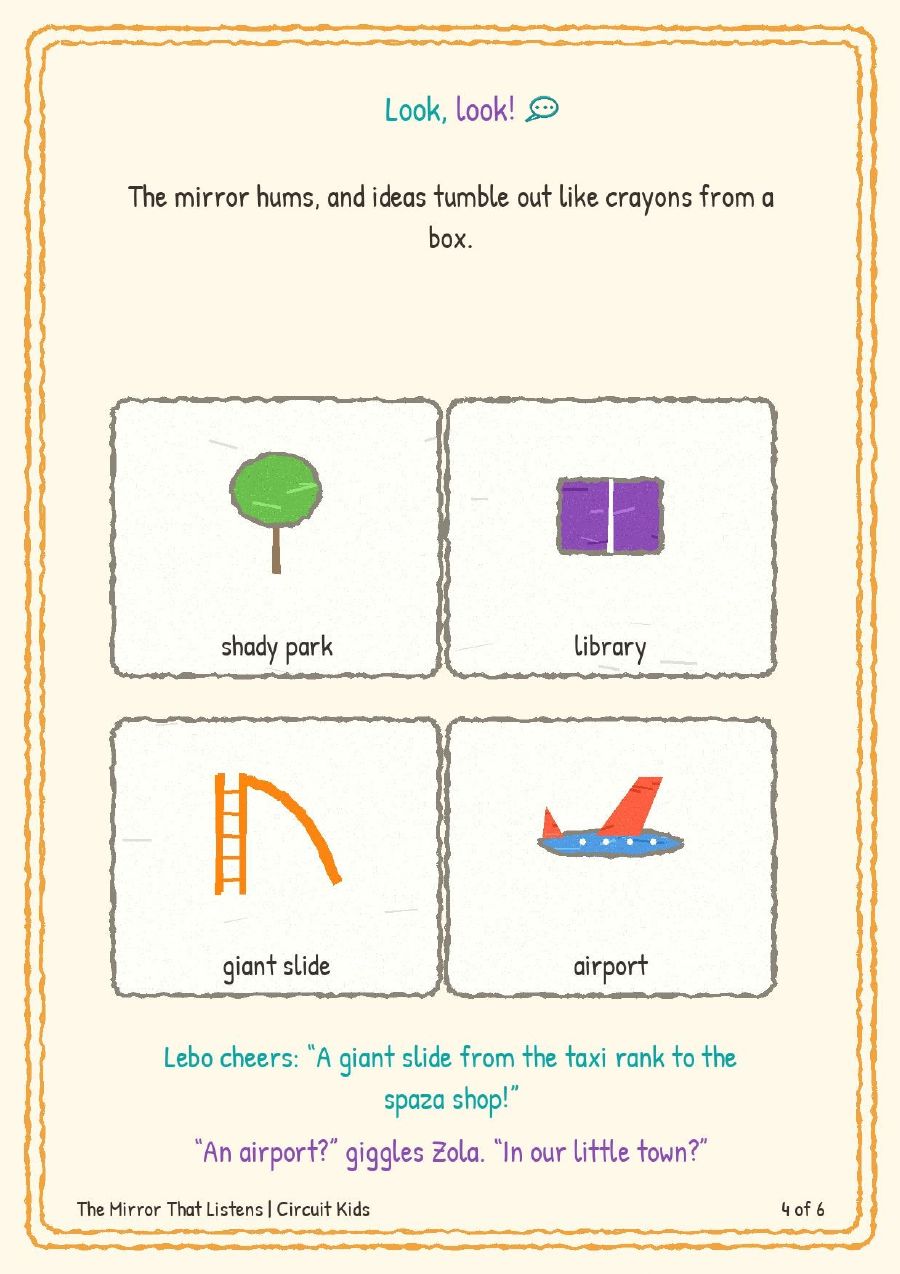 Look, look!
The mirror hums, and ideas tumble out like crayons from a
box.
shady park
library
giant slide
airport
Lebo cheers: “A giant slide from the taxi rank to the
spaza shop!”
“An airport?” giggles Zola. “In our little town?”
The Mirror That Listens | Circuit Kids
4 of 6